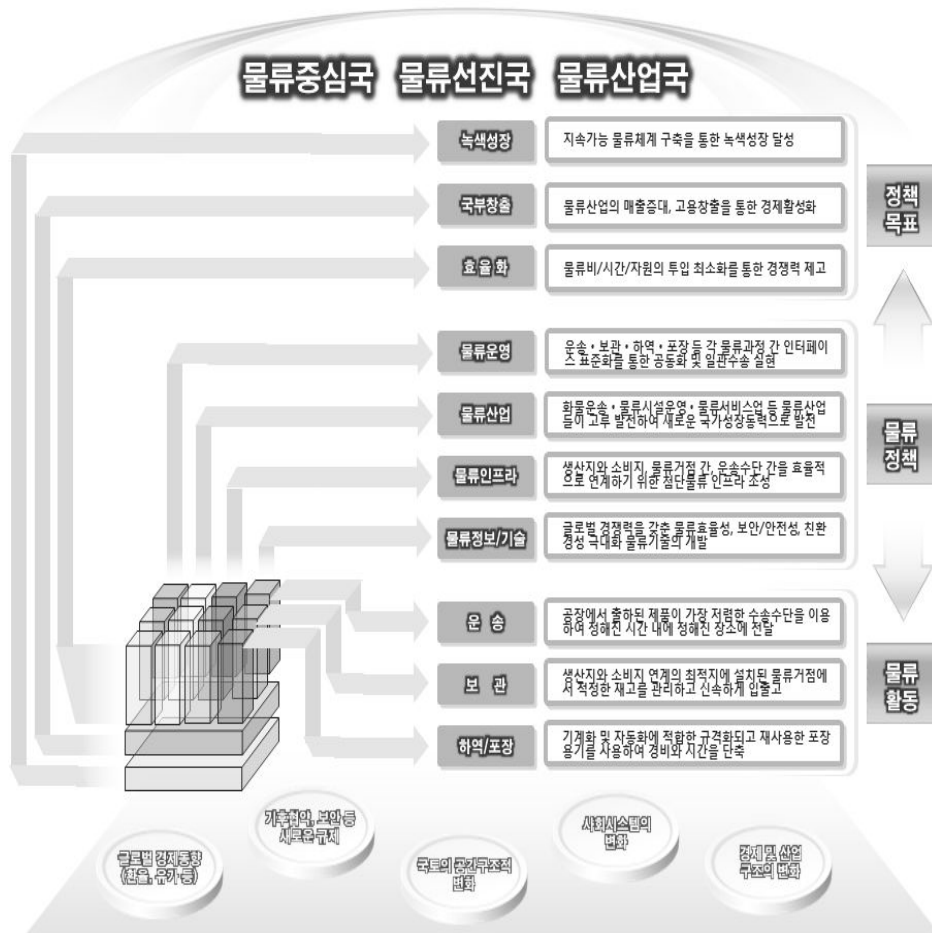 물류중심국 물류선진국 물류산업국
녹색성장
지속가능 물류체계 구축을 통한 녹색성장 달성
국부창출
물류산업의 매출증대, 고용창출을 통한 경제활성화
효율화
물류비/시간/자원의 투입 최소화를 통한 경쟁력 제고
정책
목표
물류운영
운송·보관·하역·포장 등 각 물류과정 간 인터페이
스 표준화를 통한 공동화 및 일관수송 실현
물류산업
화물운송·물류시설운영·물류서비스업 등 물류산업
들이 고루 발전하여 새로운 국가성장동력으로 발전
물류인프라
생산지와 소비지, 물류거점 간, 운송수단 간을 효율적
으로 연계하기 위한 첨단물류 인프라 조성
물류정보/기술
글로벌 경쟁력을 갖춘 물류효율성, 보안/안전성, 친환
경성 극대화 물류기술의 개발
물류
정책
운 송
공장에서 출하된 제품이 가장 저렴한 수송수단을 이용
하여 정해진 시간 내에 정해진 장소에 전달
보 관
생산지와 소비지 연계의 최적지에 설치된 물류거점에
서 적정한 재고를 관리하고 신속하게 입출고
하역/포장
기계화 및 자동화에 적합한 규격화되고 재사용한 포장
용기를 사용하여 경비와 시간을 단축
물류
활동
글로벌 경제동향
(환율, 유가 등)
기후협약, 보안 등
새로운 규제
국토의 공간구조적
변화
사회시스템의
변화
경제 및 산업
구조의 변화